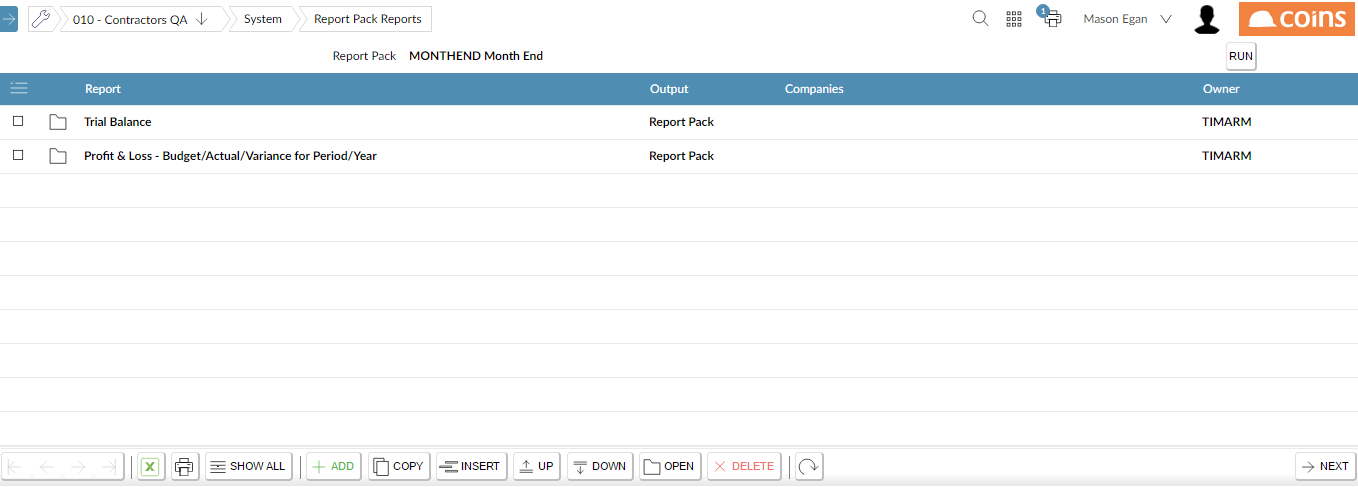 010 - Contractors QA System Report Pack Reports 1 Mason Egan coins
Report Pack MONTHEND Month End RUN
Report Output Companies Owner
Trial Balance Report Pack TIMARM
Profit & Loss - Budget/Actual/Variance for Period/Year Report Pack TIMARM
X SHOW ALL ADD COPY INSERT UP DOWN OPEN DELETE NEXT